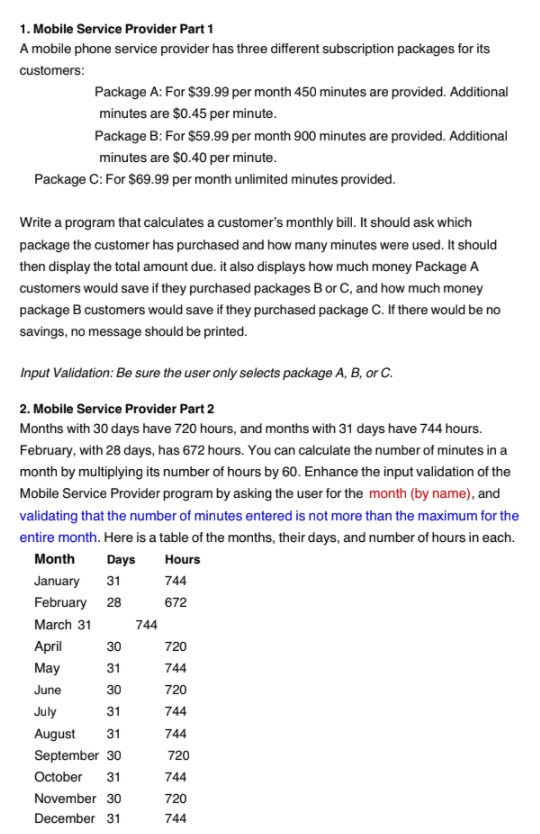 1. Mobile Service Provider Part 1
A mobile phone service provider has three different subscription packages for its
customers:
Package A: For $39.99 per month 450 minutes are provided. Additional
minutes are $0.45 per minute.
Package B: For $59.99 per month 900 minutes are provided. Additional
minutes are $0.40 per minute.
Package C: For $69.99 per month unlimited minutes provided.
Write a program that calculates a customer's monthly bill. It should ask which
package the customer has purchased and how many minutes were used. It should
then display the total amount due. it also displays how much money Package A
customers would save if they purchased packages B or C, and how much money
package B customers would save if they purchased package C. If there would be no
savings, no message should be printed.
Input Validation: Be sure the user only selects package A, B, or C.
2. Mobile Service Provider Part 2
Months with 30 days have 720 hours, and months with 31 days have 744 hours.
February, with 28 days, has 672 hours. You can calculate the number of minutes in a
month by multiplying its number of hours by 60. Enhance the input validation of the
Mobile Service Provider program by asking the user for the month (by name), and
validating that the number of minutes entered is not more than the maximum for the
entire month. Here is a table of the months, their days, and number of hours in each.
Month Days Hours
January 31 744
February 28 672
March 31 744
April 30 720
May 31 744
June 30 720
July 31 744
August 31 744
September 30 720
October 31 744
November 30 720
December 31 744